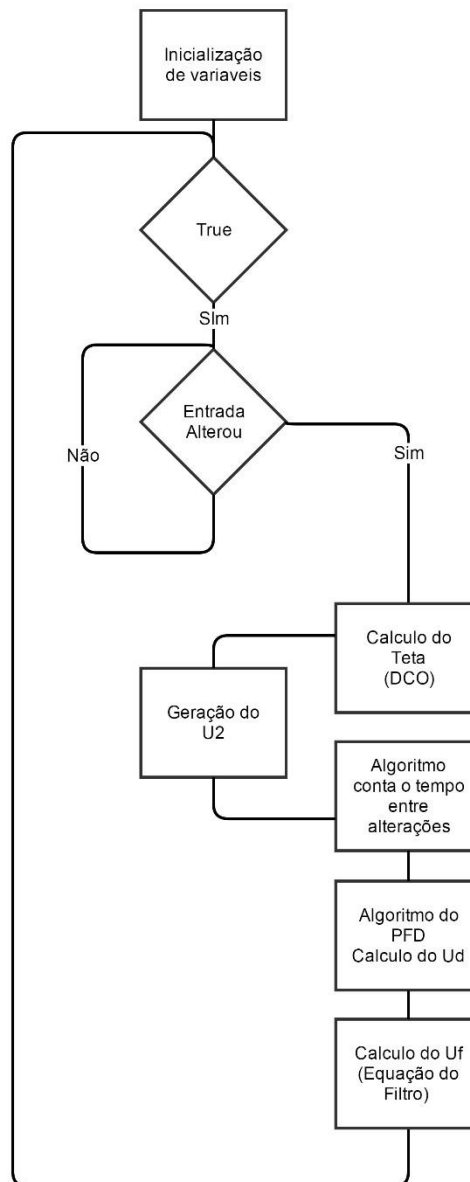 Inicialização
de variaveis
True
SIm
Entrada
Alterou
Não
Sim
Calculo do
Teta
(DCO)
Geração do
U2
Algoritmo
conta o tempo
entre
alterações
Algoritmo do
PFD
Calculo do Ud
Calculo do Uf
(Equação do
Filtro)